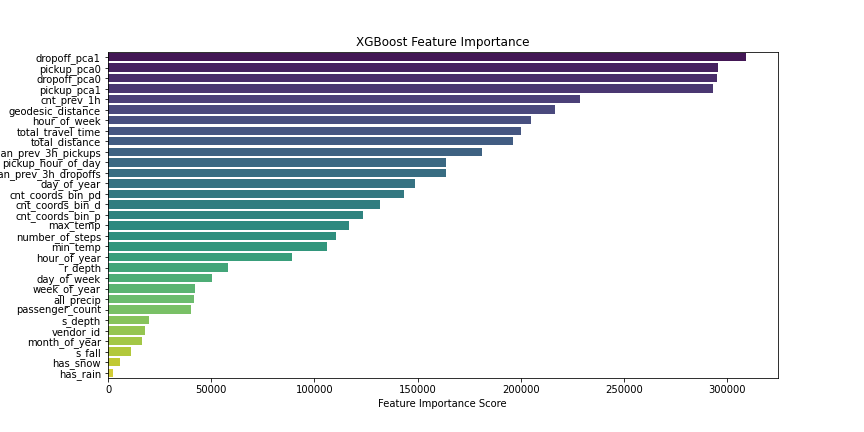 XGBoost Feature Importance
dropoff_pca1
pickup_pca0
dropoff_pca0
pickup_pca1
cnt_prev_1h
geodesic_distance
hour_of_week
total_travel_time
total_distance
an_prev_3h_pickups
pickup_hour_of_day
an_prev_3h_dropoffs
day_of_year
cnt_coords_bin_pd
cnt_coords_bin_d
cnt_coords_bin_p
max_temp
number_of_steps
min_temp
hour_of_year
r_depth
day_of_week
week_of_year
all_precip
passenger_count
s_depth
vendor_id
month_of_year
s_fall
has_snow
has_rain
0 50000 100000 150000 200000 250000 300000
Feature Importance Score